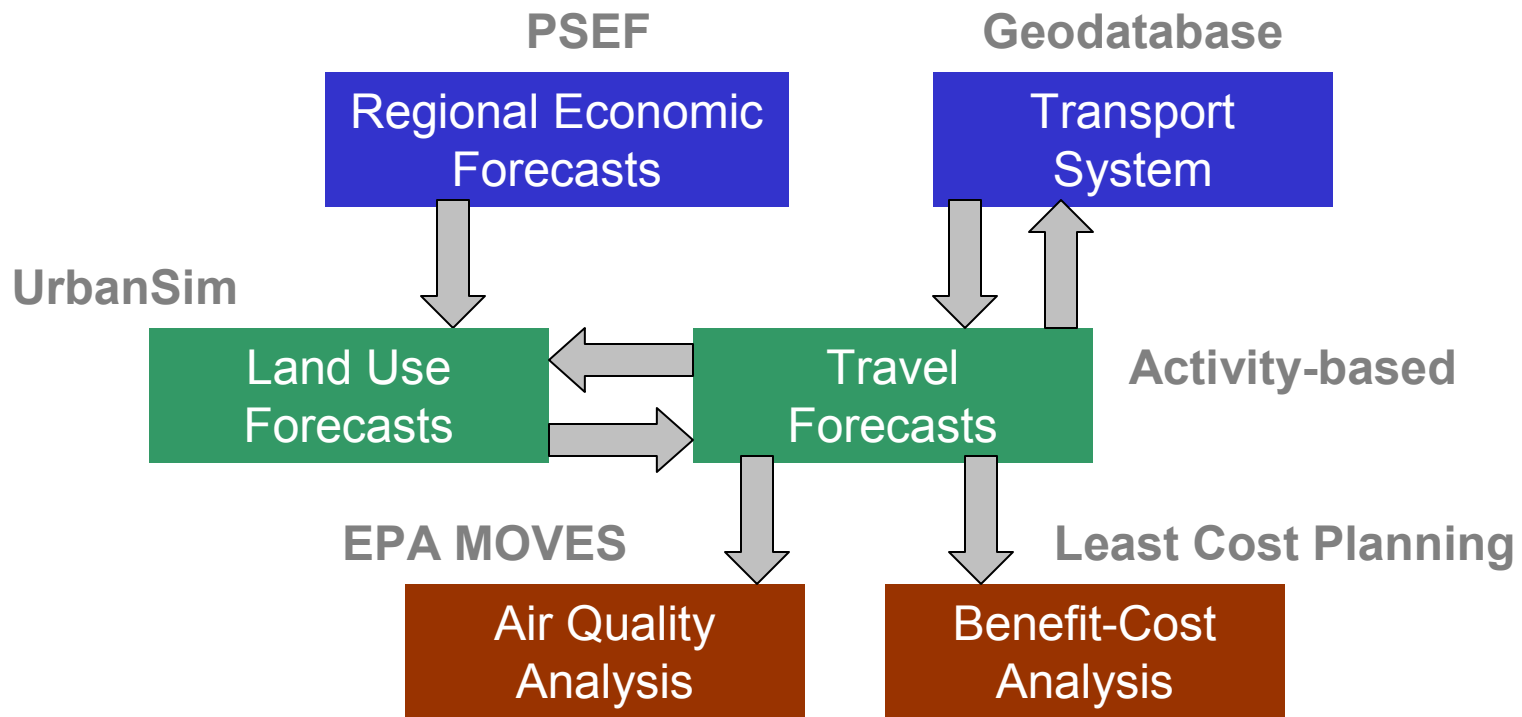 PSEF
Geodatabase
Regional Economic
Forecasts
Transport
System
UrbanSim
Land Use
Forecasts
Travel
Forecasts
Activity-based
EPA MOVES
Least Cost Planning
Air Quality
Analysis
Benefit-Cost
Analysis